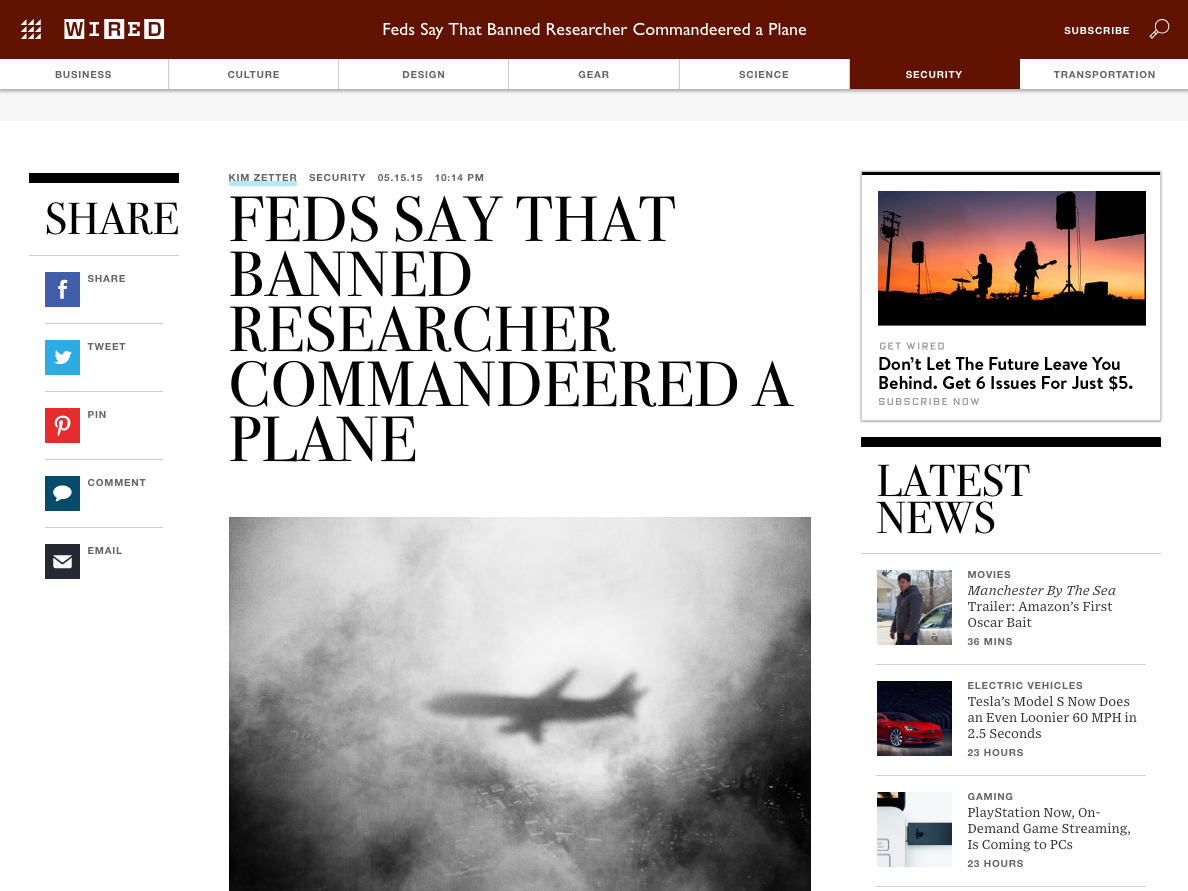 WIRED
Feds Say That Banned Researcher Commandeered a Plane
SUBSCRIBE
BUSINESS
CULTURE
DESIGN
GEAR
SCIENCE
SECURITY
TRANSPORTATION
SHARE
SHARE
TWEET
PIN
COMMENT
EMAIL
KIM ZETTER SECURITY 05.15.15 10:14 PM
FEDS SAY THAT
BANNED
RESEARCHER
COMMANDEERED A
PLANE
GET WIRED
Don't Let The Future Leave You
Behind. Get 6 Issues For Just $5.
SUBSCRIBE NOW
LATEST
NEWS
MOVIES
Manchester By The Sea
Trailer: Amazon's First
Oscar Bait
36 MINS
ELECTRIC VEHICLES
Tesla's Model S Now Does
an Even Loonier 60 MPH in
2.5 Seconds
23 HOURS
GAMING
PlayStation Now, On-
Demand Game Streaming,
Is Coming to PCs
23 HOURS